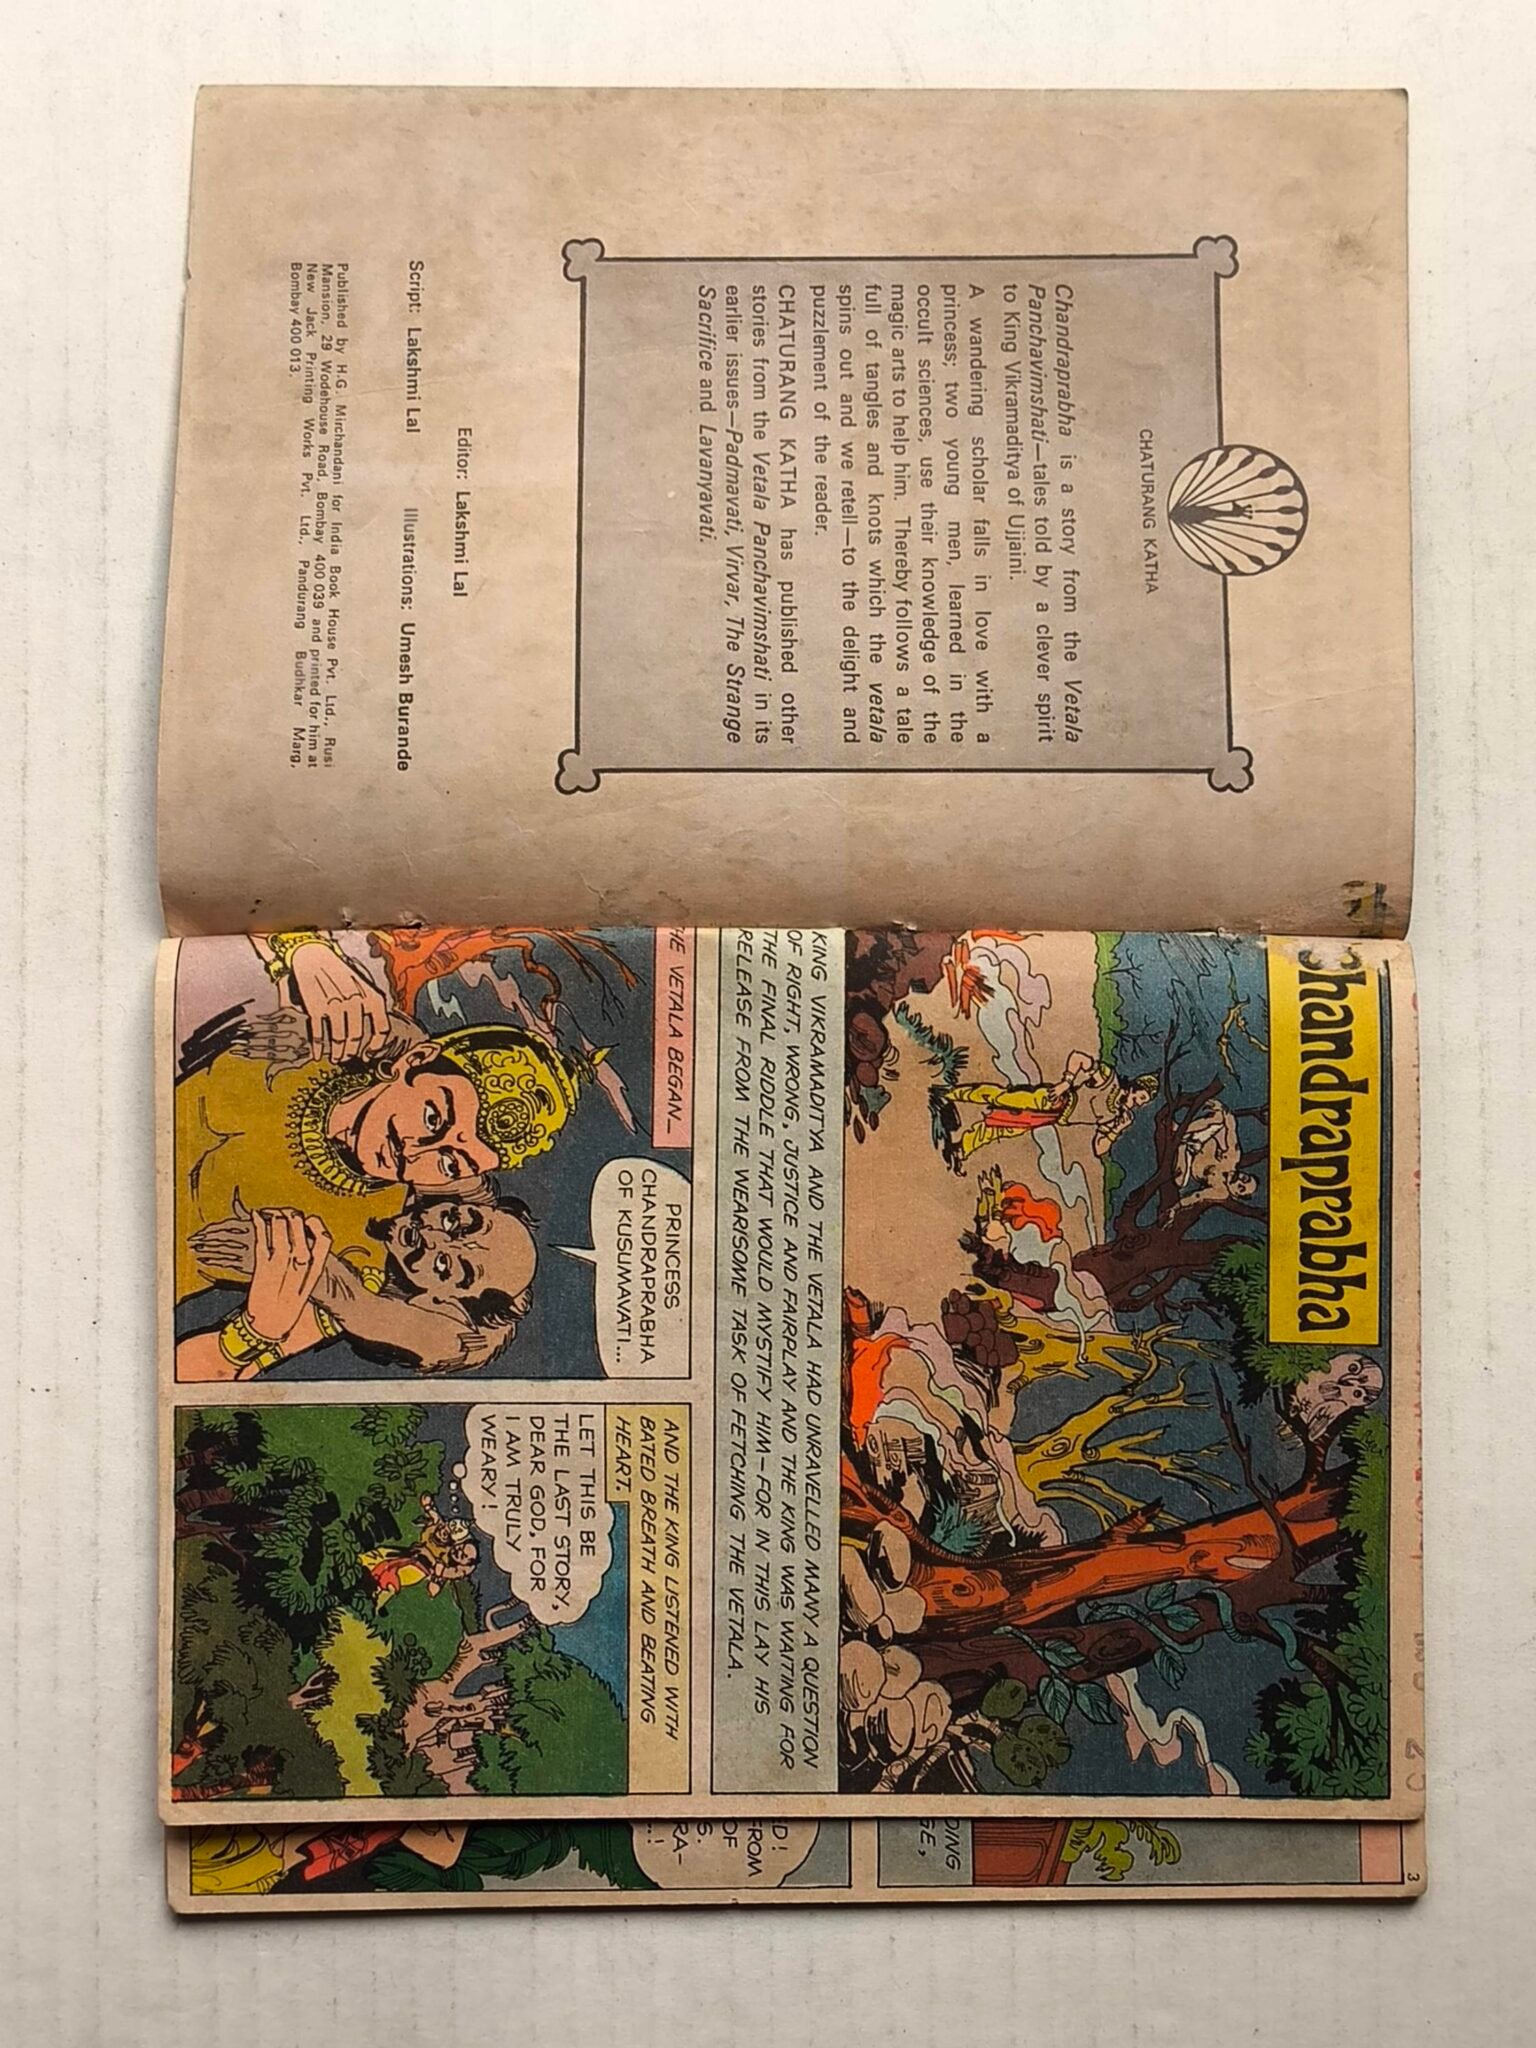 CHATURANG KATHA
Chandraprabha is a story from the Vetala
Panchavimshati—tales told by a clever spirit
to King Vikramaditya of Ujjaini.
A wandering scholar falls in love with a
princess; two young men, learned in the
occult sciences, use their knowledge of the
magic arts to help him. Thereby follows a tale
full of tangles and knots which the vetala
spins out and we retell—to the delight and
puzzlement of the reader.
CHATURANG KATHA has published other
stories from the Vetala Panchavimshati in its
earlier issues—Padmavati, Virvar, The Strange
Sacrifice and Lavanyavati.
Editor: Lakshmi Lal
Script: Lakshmi Lal Illustrations: Umesh Burande
Published by H.G. Mirchandani for India Book House Pvt. Ltd., Rusi
Mansion, 29 Wodehouse Road, Bombay 400 039 and printed for him at
New Jack Printing Works Pvt. Ltd., Pandurang Budhkar Marg,
Bombay 400 013.
Chandraprabha
KING VIKRAMADITYA AND THE VETALA HAD UNRAVELLED MANY A QUESTION
OF RIGHT, WRONG, JUSTICE AND FAIRPLAY AND THE KING WAS WAITING FOR
THE FINAL RIDDLE THAT WOULD MYSTIFY HIM – FOR IN THIS LAY HIS
RELEASE FROM THE WEARISOME TASK OF FETCHING THE VETALA.
HE VETALA BEGAN—
PRINCESS
CHANDRAPRABHA
OF KUSUMAVATI...
AND THE KING LISTENED WITH
BATED BREATH AND BEATING
HEART.
LET THIS BE
THE LAST STORY,
DEAR GOD, FOR
I AM TRULY
WEARY!
3
DING
GE,
D!
FROM
OF
S.
RA-
...!